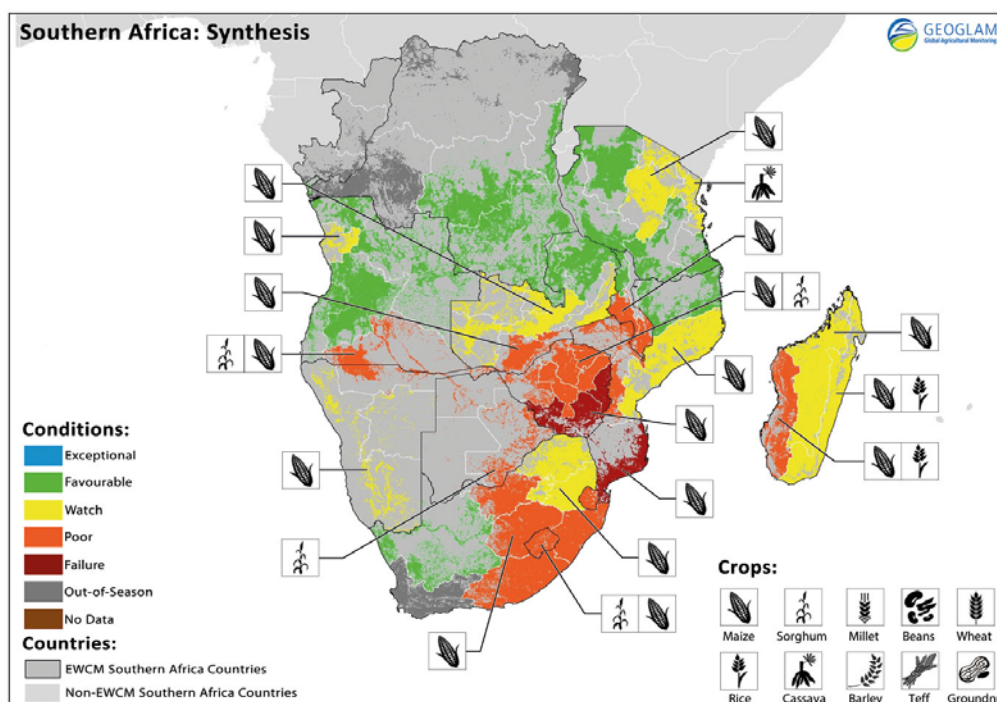 Southern Africa: Synthesis
GEOGLAM
Global Agricultural Monitoring
Conditions:
Exceptional
Favourable
Watch
Poor
Failure
Out-of-Season
No Data
Countries:
EWCM Southern Africa Countries
Non-EWCM Southern Africa Countries
Crops:
Maize Sorghum Millet Beans Wheat
Rice Cassava Barley Teff Groundn